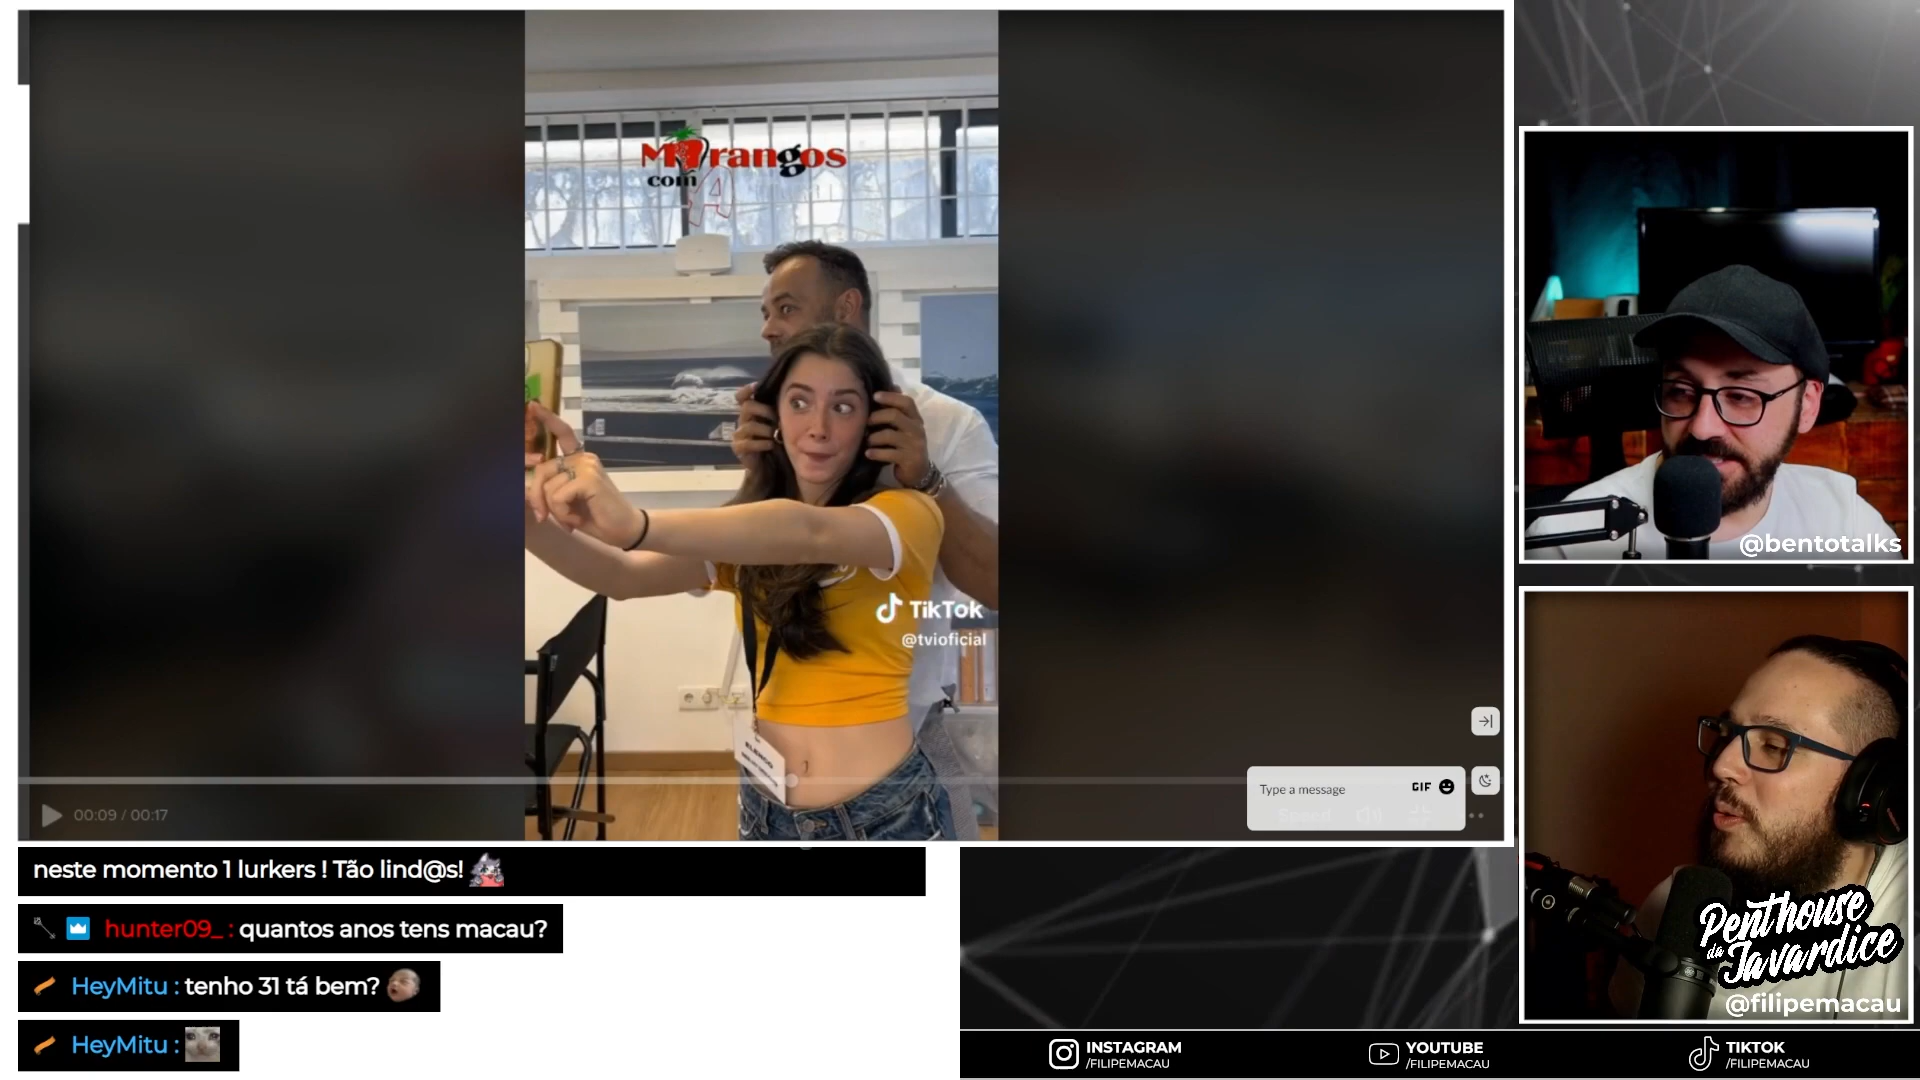 Morangos
com
A
TikTok
@tvioficial
ELENCO
00:09 / 00:17
Type a message GIF
Speed
neste momento 1 lurkers ! Tão lind@s!
hunter09_ : quantos anos tens macau?
HeyMitu : tenho 31 tá bem?
HeyMitu :
@bentotalks
Penthouse
da Javardice
@filipemacau
INSTAGRAM
/FILIPEMACAU
YOUTUBE
/FILIPEMACAU
TIKTOK
/FILIPEMACAU